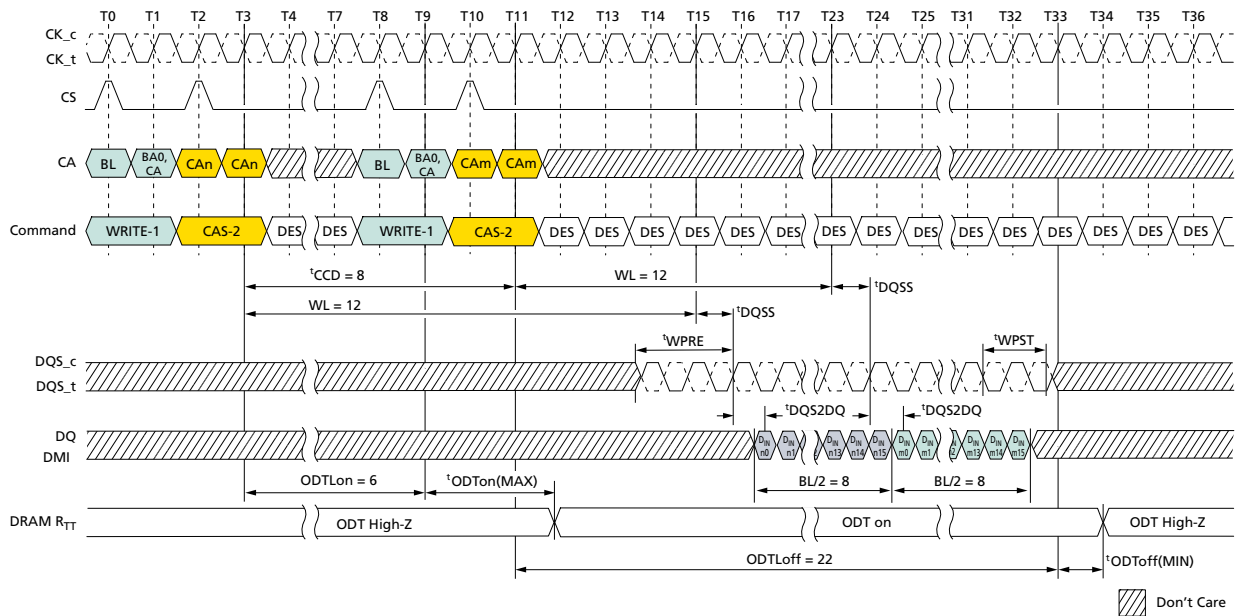 T0 T1 T2 T3 T4 T7 T8 T9 T10 T11 T12 T13 T14 T15 T16 T17 T23 T24 T25 T31 T32 T33 T34 T35 T36
CK_c
CK_t
CS
CA BL BA0, CA CAn CAn BL BA0, CA CAm CAm
Command WRITE-1 CAS-2 DES DES WRITE-1 CAS-2 DES DES DES DES DES DES DES DES DES DES DES DES DES DES DES
tCCD = 8 WL = 12 tDQSS
WL = 12 tDQSS
tWPRE tWPST
DQS_c
DQS_t
tDQS2DQ tDQS2DQ
DQ DIN n0 DIN n1 DIN n13 DIN n14 DIN n15 DIN m0 DIN m1 DIN m13 DIN m14 DIN m15
DMI
ODTLon = 6 tODTon(MAX) BL/2 = 8 BL/2 = 8
DRAM RTT ODT High-Z ODT on ODT High-Z
ODTLoff = 22 tODToff(MIN)
Don't Care